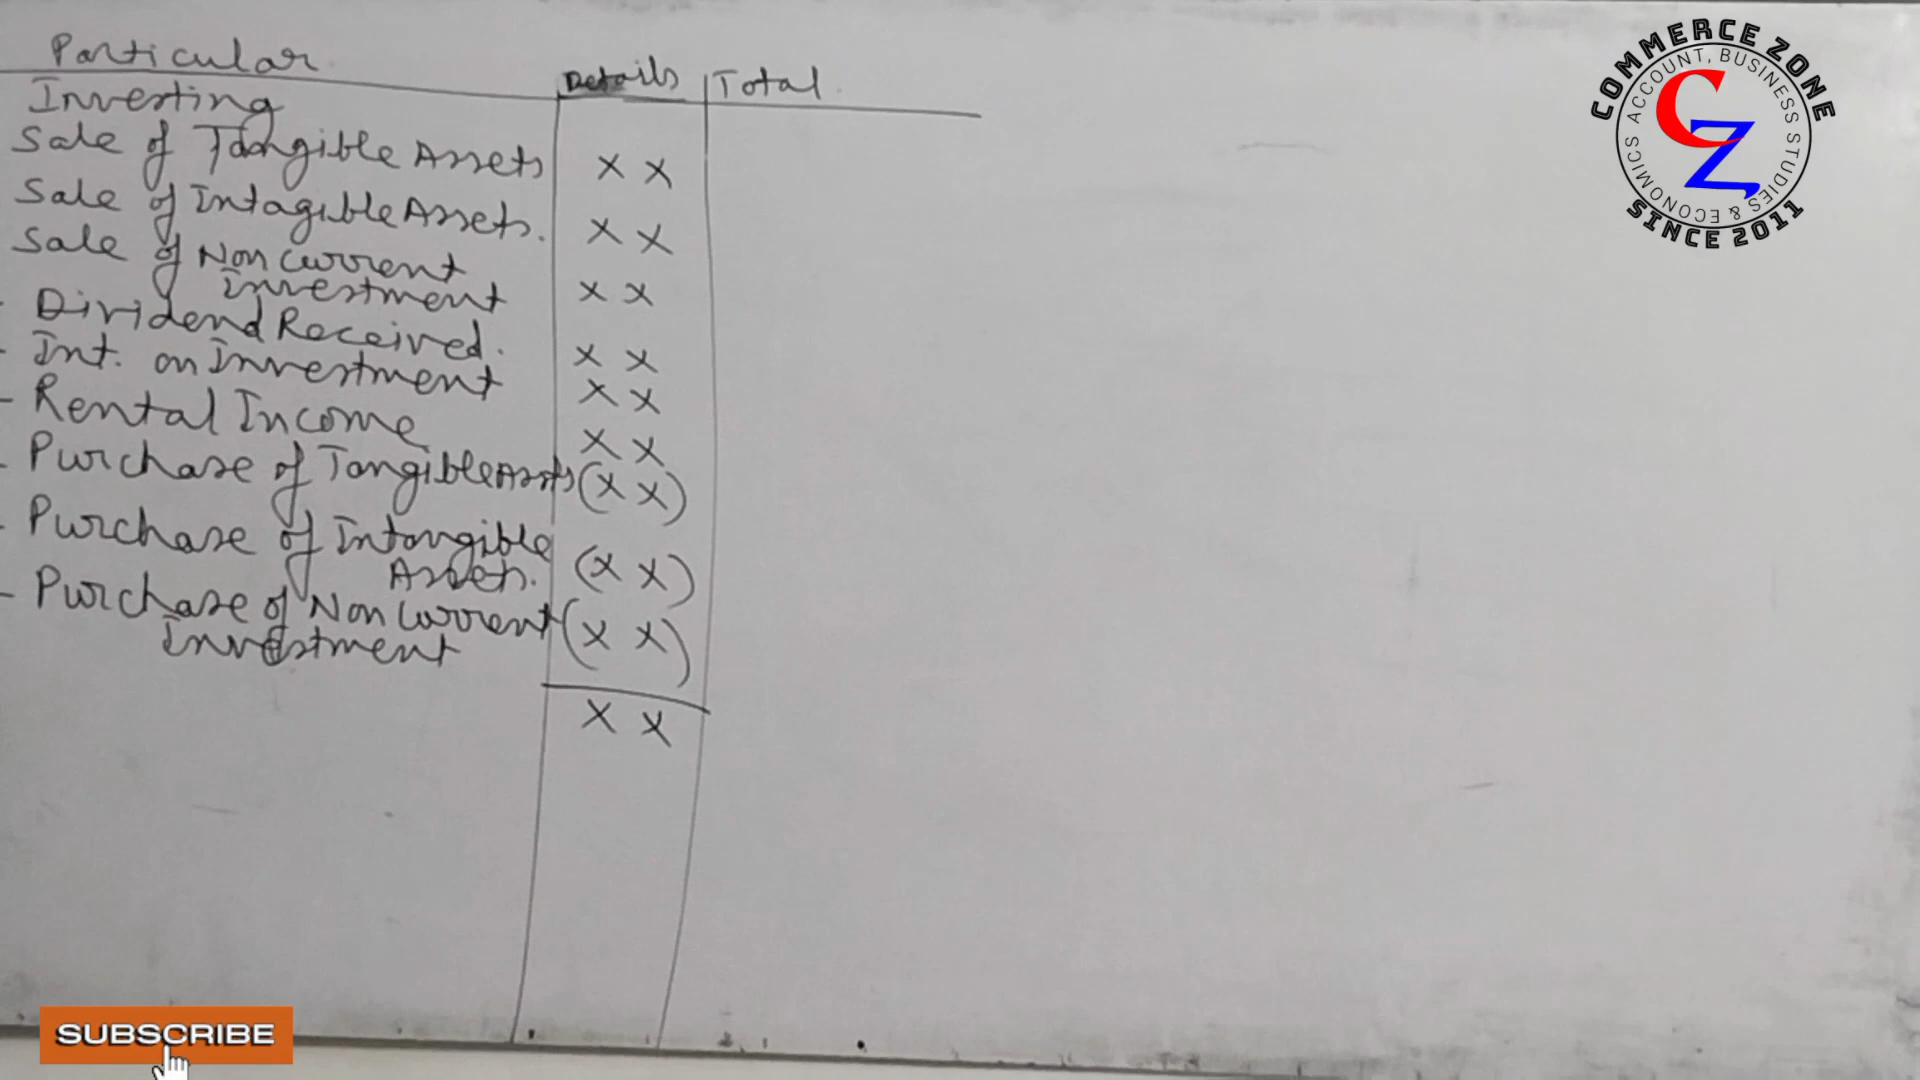 Particular Details Total
Investing
Sale of Tangible Assets x x
Sale of Intagible Assets. x x
Sale of Non Current
investment x x
- Dividend Received. x x
- Int. on Investment x x
- Rental Income x x
- Purchase of Tangible Assets (x x)
- Purchase of Intangible
Assets. (x x)
- Purchase of Non Current
investment (x x)
x x
COMMERCE ZONE
ACCOUNT, BUSINESS STUDIES & ECONOMICS
CZ
SINCE 2011
SUBSCRIBE